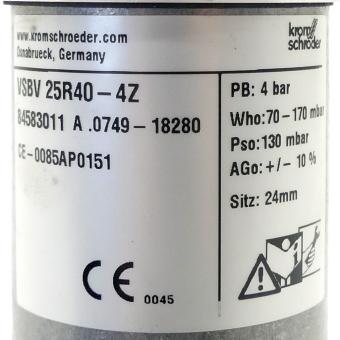 www.kromschroeder.com
Osnabrueck, Germany
krom
schröder
VSBV 25R40-4Z
84583011 A .0749-18280
CE-0085AP0151
PB: 4 bar
Who:70-170 mbar
Pso:130 mbar
AGo:+/- 10 %
Sitz: 24mm
CE 0045